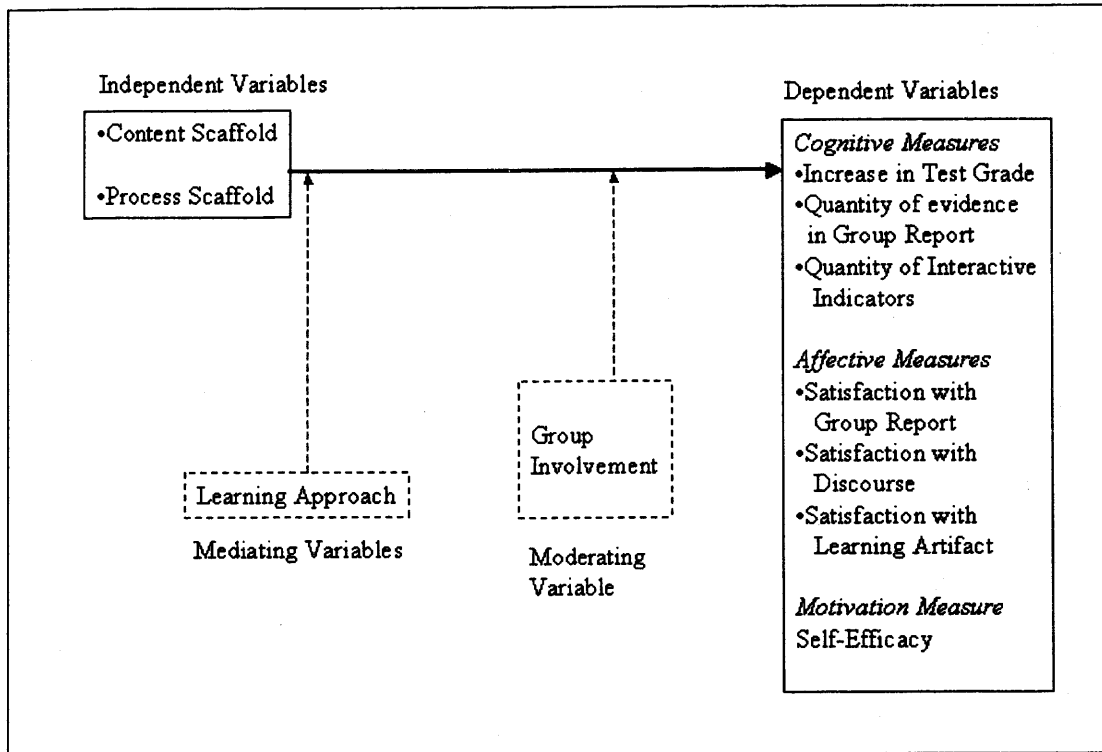 Independent Variables
•Content Scaffold
•Process Scaffold
Learning Approach
Mediating Variables
Group
Involvement
Moderating
Variable
Dependent Variables
Cognitive Measures
•Increase in Test Grade
•Quantity of evidence
in Group Report
•Quantity of Interactive
Indicators
Affective Measures
•Satisfaction with
Group Report
•Satisfaction with
Discourse
•Satisfaction with
Learning Artifact
Motivation Measure
Self-Efficacy